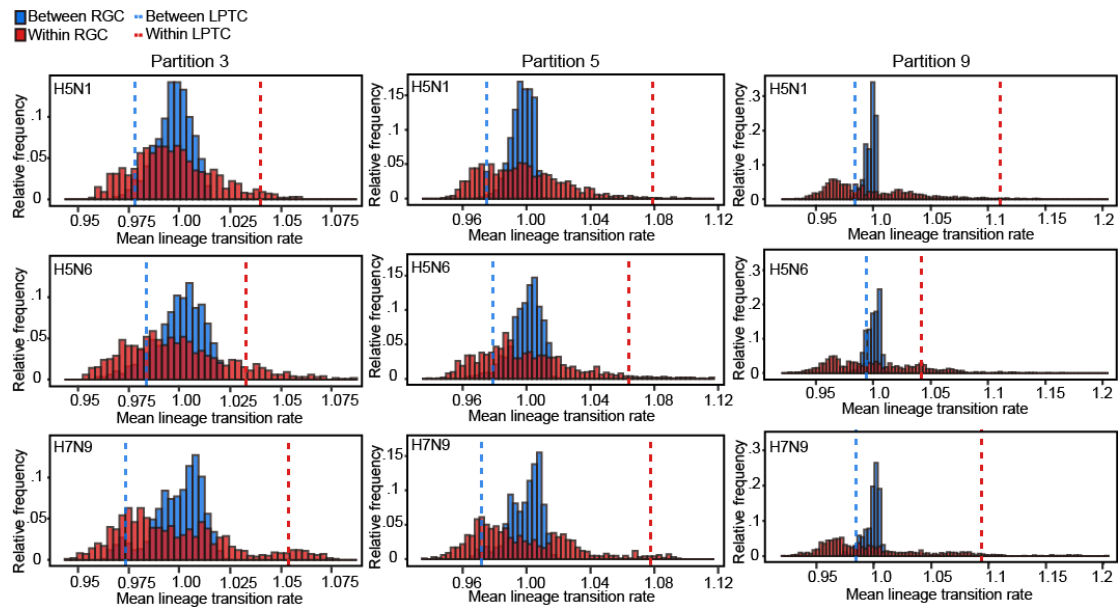 Between RGC Between LPTC
Within RGC Within LPTC
Partition 3 Partition 5 Partition 9
H5N1
Relative frequency
.1
.05
0
0.95 0.975 1.00 1.025 1.05 1.075
Mean lineage transition rate
H5N1
Relative frequency
.15
.10
.05
0
0.96 1.00 1.04 1.08 1.12
Mean lineage transition rate
H5N1
Relative frequency
.3
.2
.1
0
0.95 1.0 1.05 1.1 1.15 1.2
Mean lineage transition rate
H5N6
Relative frequency
.1
.05
0
0.95 0.975 1.00 1.025 1.05 1.075
Mean lineage transition rate
H5N6
Relative frequency
.15
.10
.05
0
0.96 1.00 1.04 1.08 1.12
Mean lineage transition rate
H5N6
Relative frequency
.3
.2
.1
0
0.95 1.0 1.05 1.1 1.15 1.2
Mean lineage transition rate
H7N9
Relative frequency
.1
.05
0
0.95 0.975 1.00 1.025 1.05 1.075
Mean lineage transition rate
H7N9
Relative frequency
.15
.10
.05
0
0.96 1.00 1.04 1.08 1.12
Mean lineage transition rate
H7N9
Relative frequency
.3
.2
.1
0
0.95 1.0 1.05 1.1 1.15 1.2
Mean lineage transition rate